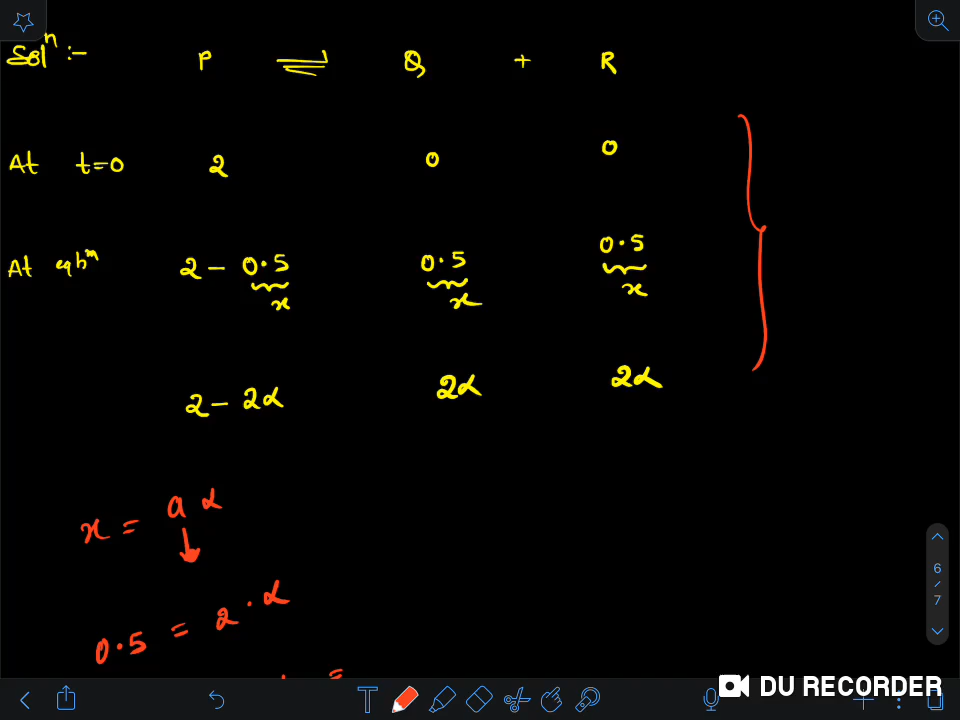 Solⁿ :- P ⇌ Q + R
At t=0 2 0 0
At eqbᵐ 2 - 0.5 0.5 0.5
x x x
2 - 2α 2α 2α
x = a α
↓
0.5 = 2 . α
=
T
6
/
7
DU RECORDER